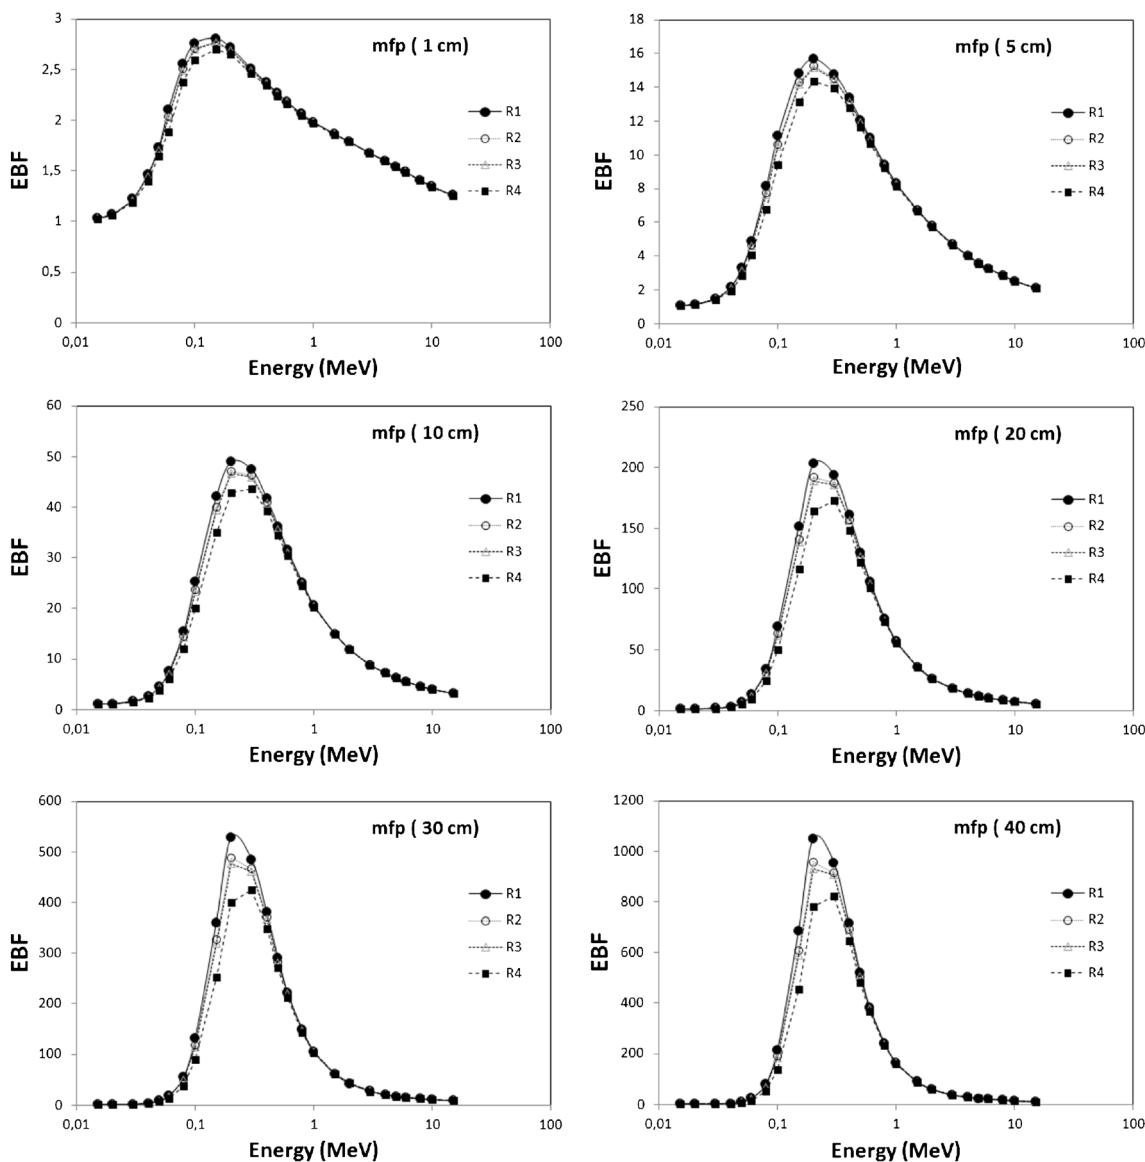 mfp ( 1 cm)
EBF
3
2,5
2
1,5
1
0,5
0
0,01
0,1
1
10
100
Energy (MeV)
R1
R2
R3
R4
mfp ( 5 cm)
EBF
18
16
14
12
10
8
6
4
2
0
0,01
0,1
1
10
100
Energy (MeV)
R1
R2
R3
R4
mfp ( 10 cm)
EBF
60
50
40
30
20
10
0
0,01
0,1
1
10
100
Energy (MeV)
R1
R2
R3
R4
mfp ( 20 cm)
EBF
250
200
150
100
50
0
0,01
0,1
1
10
100
Energy (MeV)
R1
R2
R3
R4
mfp ( 30 cm)
EBF
600
500
400
300
200
100
0
0,01
0,1
1
10
100
Energy (MeV)
R1
R2
R3
R4
mfp ( 40 cm)
EBF
1200
1000
800
600
400
200
0
0,01
0,1
1
10
100
Energy (MeV)
R1
R2
R3
R4